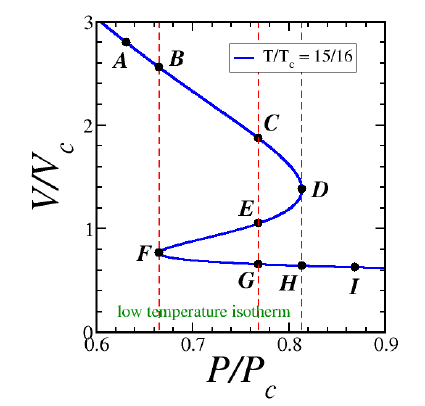 3
A
B
T/T_c = 15/16
2
C
V/V_c
D
E
1
F
G
H
I
low temperature isotherm
0
0.6
0.7
0.8
0.9
P/P_c